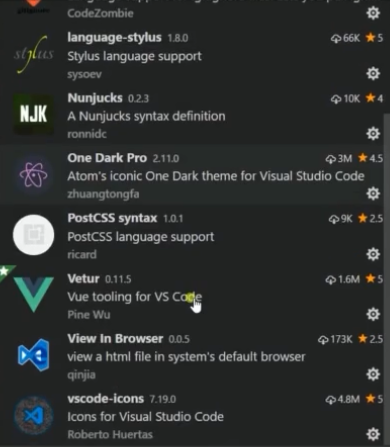 CodeZombie
language-stylus 1.8.0 66K 5
Stylus language support
sysoev
stylus
Nunjucks 0.2.3 10K 4
A Nunjucks syntax definition
ronnidc
NJK
One Dark Pro 2.11.0 3M 4.5
Atom's iconic One Dark theme for Visual Studio Code
zhuangtongfa
PostCSS syntax 1.0.1 9K 2.5
PostCSS language support
ricard
Vetur 0.11.5 1.6M 5
Vue tooling for VS Code
Pine Wu
View In Browser 0.0.5 173K 2.5
view a html file in system's default browser
qinjia
vscode-icons 7.19.0 4.8M 5
Icons for Visual Studio Code
Roberto Huertas